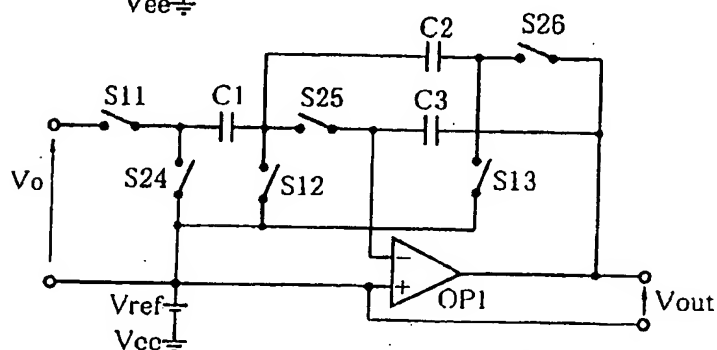 Vee
C2
S26
S11
C1
S25
C3
Vo
S24
S12
S13
−
+
OP1
Vref
Vout
Vcc